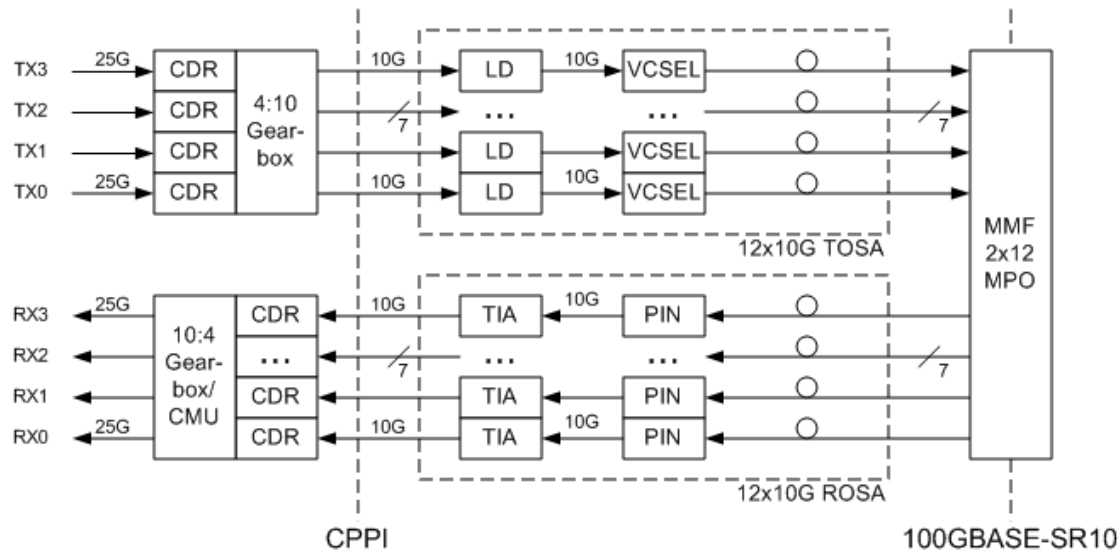 TX3 25G CDR 10G LD 10G VCSEL
TX2 CDR 7 ... ... 7
TX1 CDR LD VCSEL
TX0 25G CDR 10G LD 10G VCSEL
4:10
Gear-
box
12x10G TOSA
MMF
2x12
MPO
RX3 25G CDR 10G TIA 10G PIN
RX2 ... 7 ... ... 7
RX1 CDR TIA PIN
RX0 25G CDR 10G TIA 10G PIN
10:4
Gear-
box/
CMU
12x10G ROSA
CPPI
100GBASE-SR10